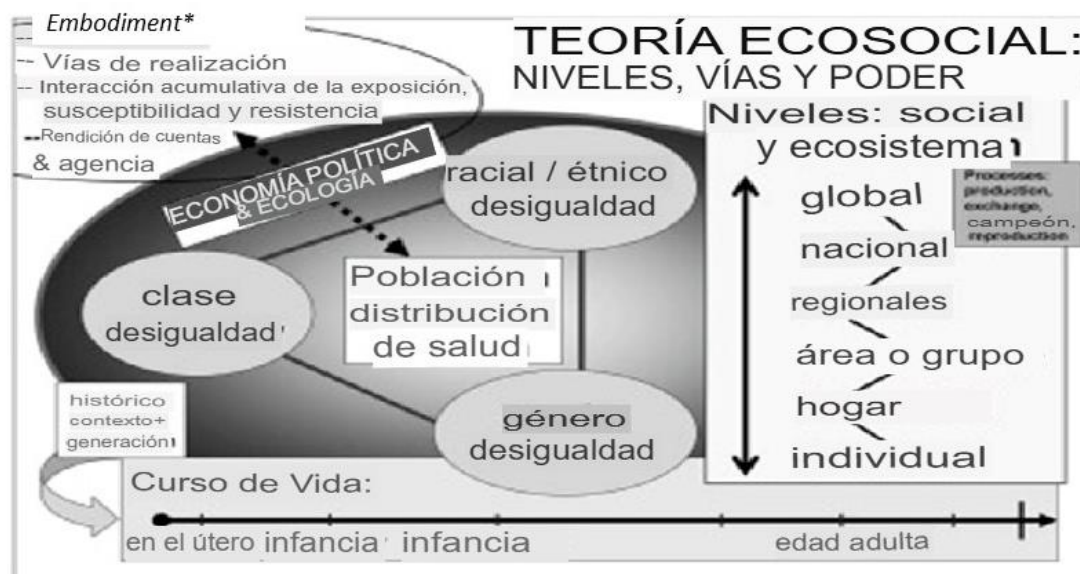 Embodiment*
-- Vías de realización
-- Interacción acumulativa de la exposición,
susceptibilidad y resistencia
Rendición de cuentas
& agencia
TEORÍA ECOSOCIAL:
NIVELES, VÍAS Y PODER
ECONOMÍA POLÍTICA
& ECOLOGÍA
racial / étnico
desigualdad
clase
desigualdad
Población
distribución
de salud
género
desigualdad
Niveles: social
y ecosistema
global
nacional
regionales
área o grupo
hogar
individual
Processes:
production,
exchange,
campeón,
reproduction
histórico
contexto+
generación
Curso de Vida:
en el útero infancia infancia edad adulta